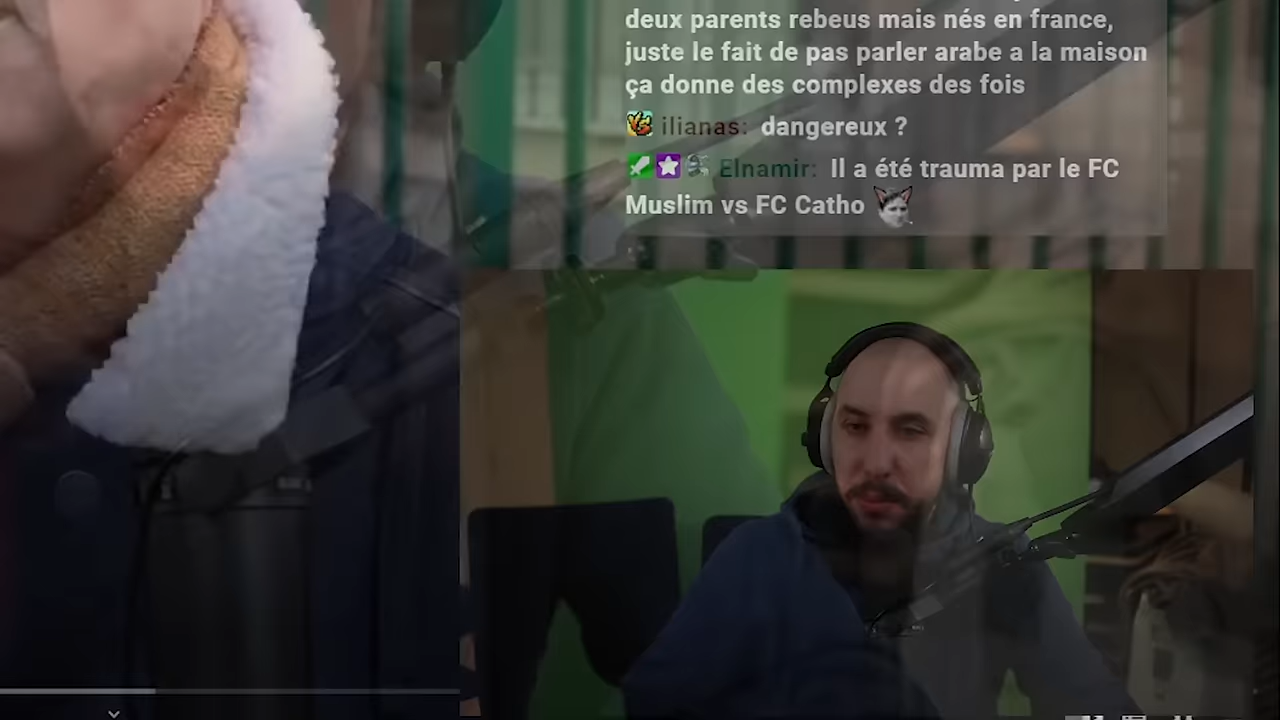 deux parents rebeus mais nés en france,
juste le fait de pas parler arabe a la maison
ça donne des complexes des fois
ilianas: dangereux ?
Elnamir: Il a été trauma par le FC
Muslim vs FC Catho